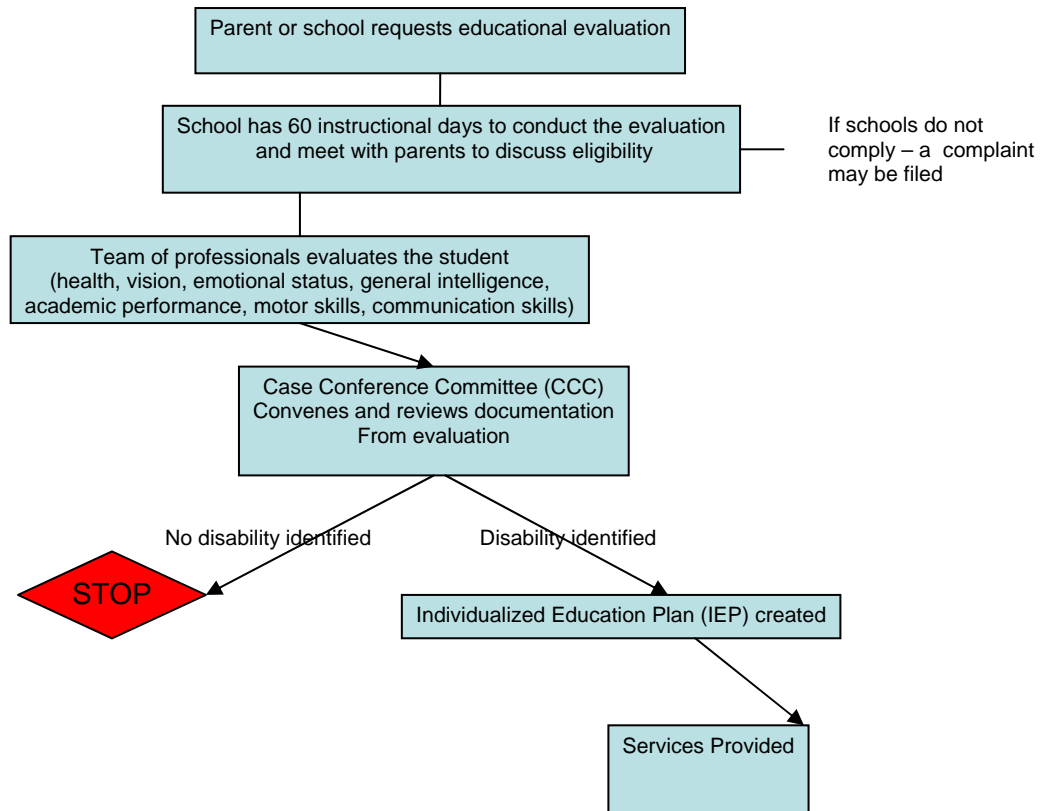 Parent or school requests educational evaluation
School has 60 instructional days to conduct the evaluation
and meet with parents to discuss eligibility
If schools do not
comply – a  complaint
may be filed
Team of professionals evaluates the student
(health, vision, emotional status, general intelligence,
academic performance, motor skills, communication skills)
Case Conference Committee (CCC)
Convenes and reviews documentation
From evaluation
No disability identified
Disability identified
STOP
Individualized Education Plan (IEP) created
Services Provided